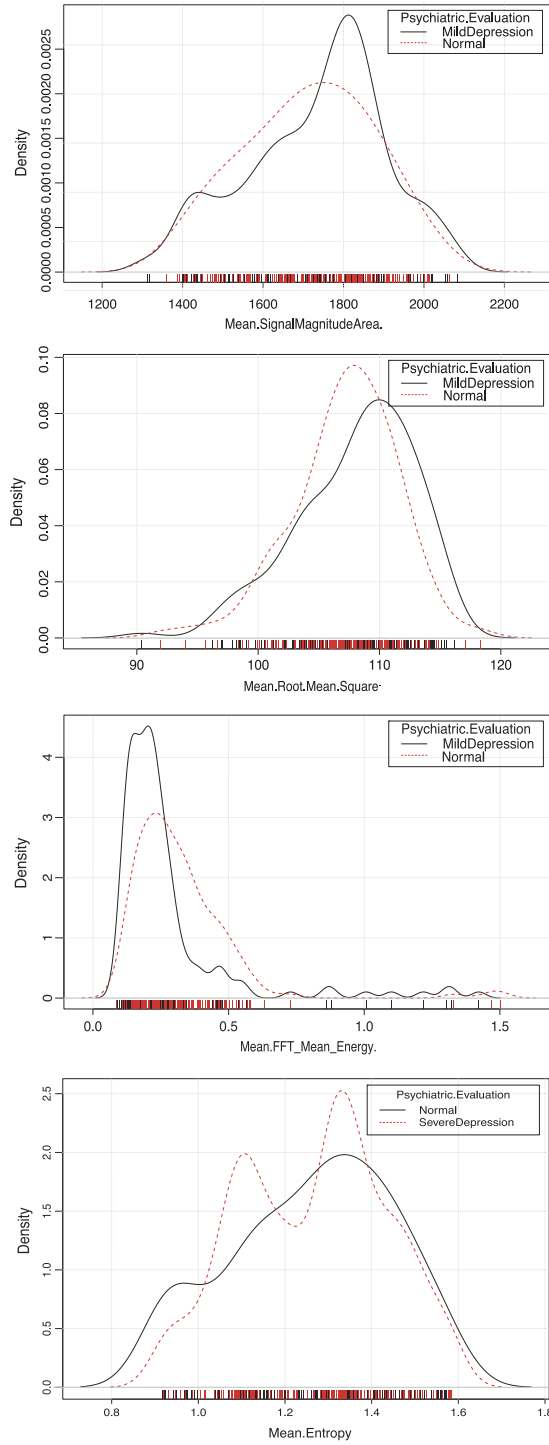 Psychiatric.Evaluation
MildDepression
Normal
Density
0.0000 0.0005 0.0010 0.0015 0.0020 0.0025
1200 1400 1600 1800 2000 2200
Mean.SignalMagnitudeArea.
Psychiatric.Evaluation
MildDepression
Normal
Density
0.00 0.02 0.04 0.06 0.08 0.10
90 100 110 120
Mean.Root.Mean.Square
Psychiatric.Evaluation
MildDepression
Normal
Density
0 1 2 3 4
0.0 0.5 1.0 1.5
Mean.FFT_Mean_Energy.
Psychiatric.Evaluation
Normal
SevereDepression
Density
0.0 0.5 1.0 1.5 2.0 2.5
0.8 1.0 1.2 1.4 1.6 1.8
Mean.Entropy